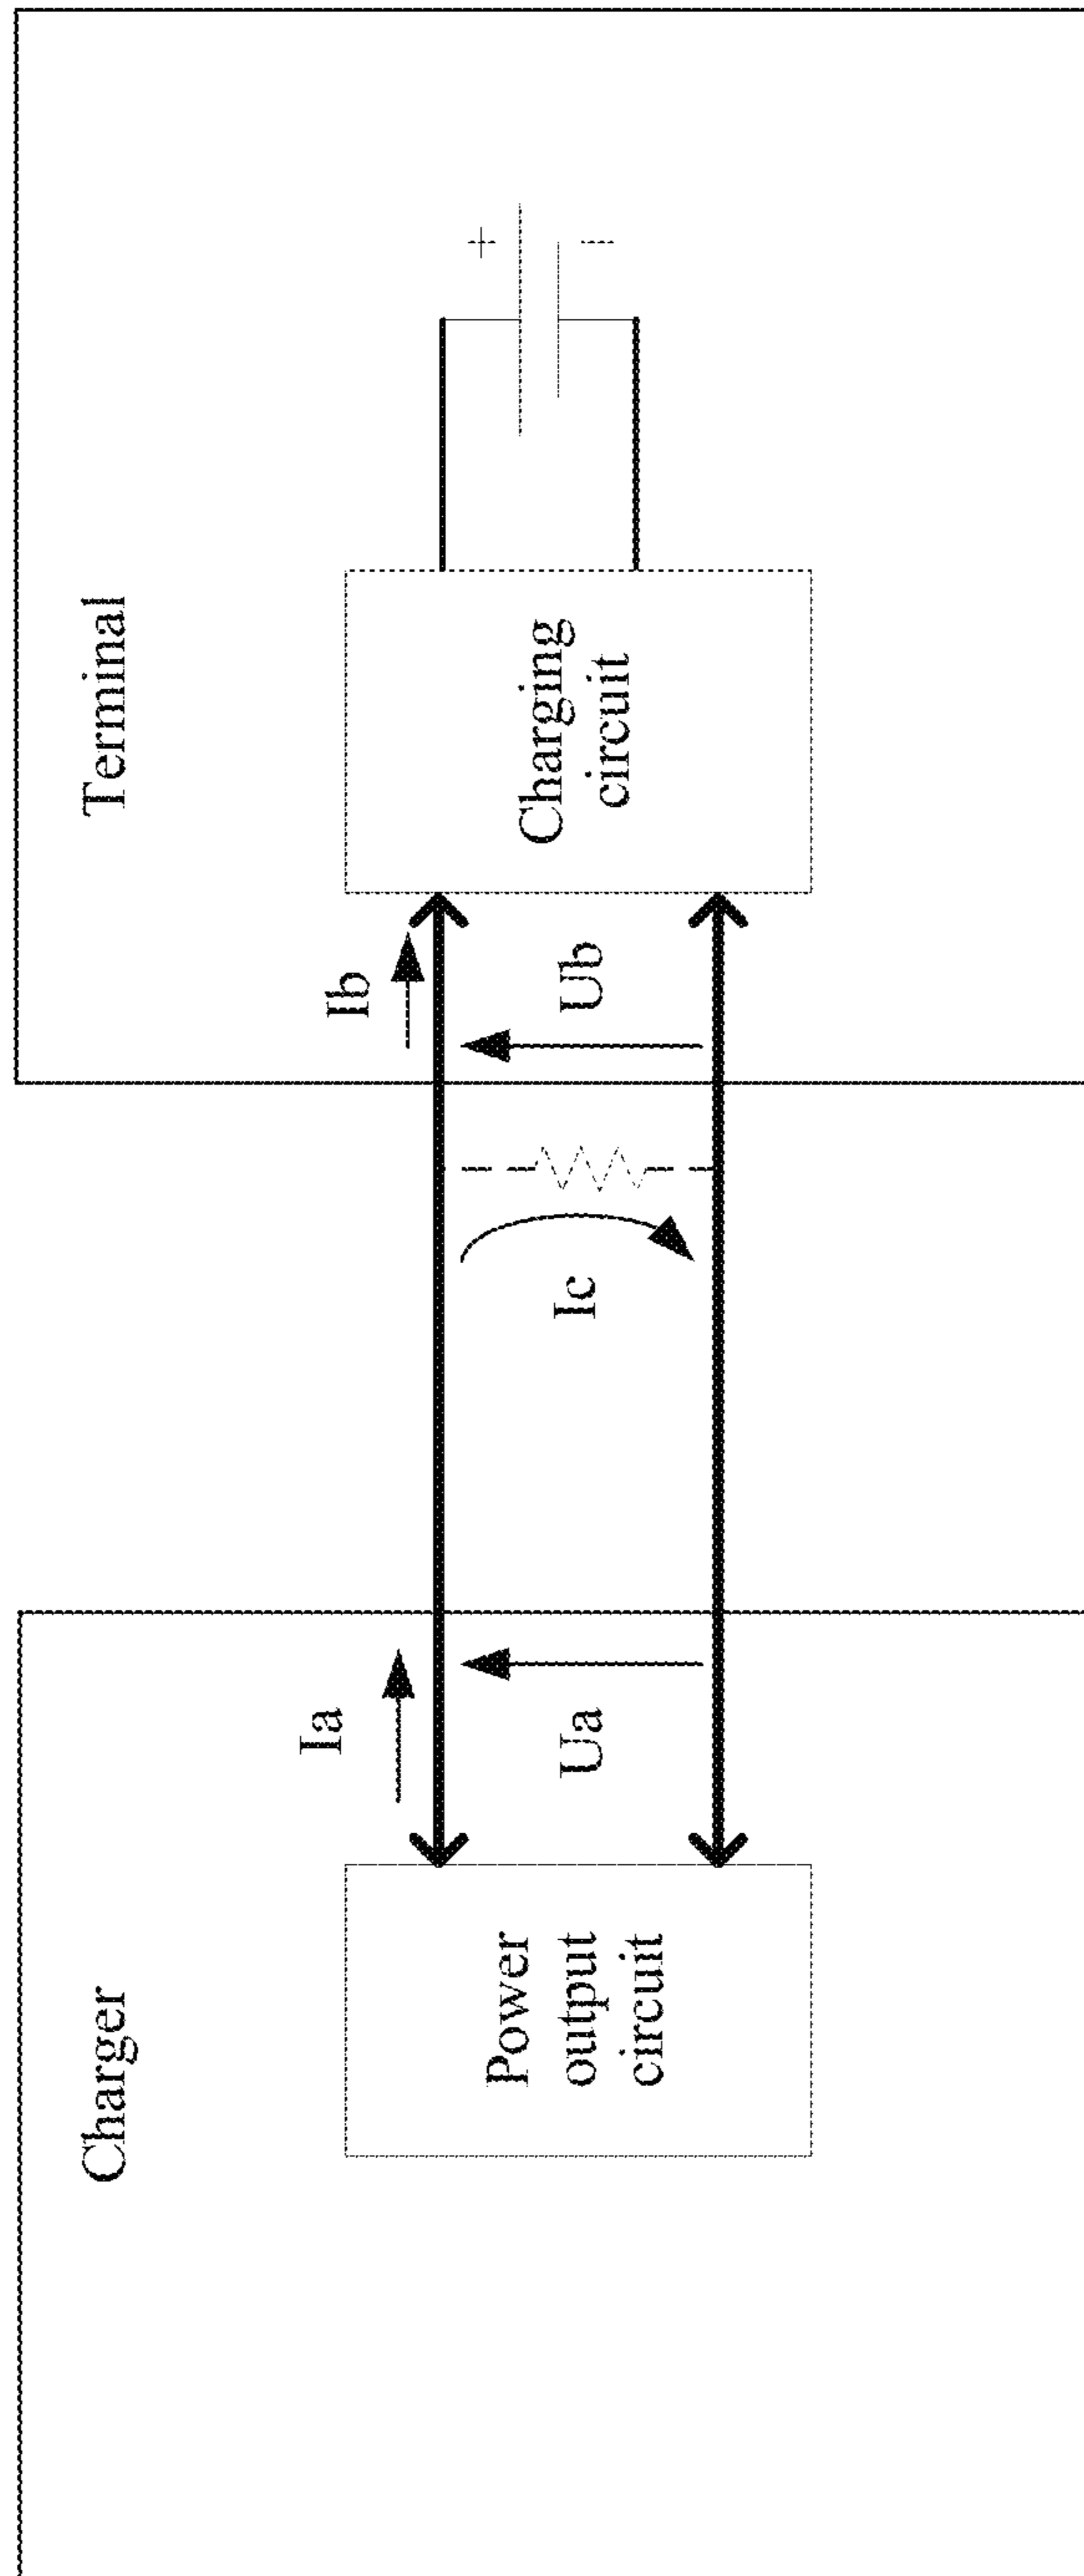 Charger
Terminal
Power
output
circuit
Ia
Ua
Ic
Ib
Ub
Charging
circuit
+
−